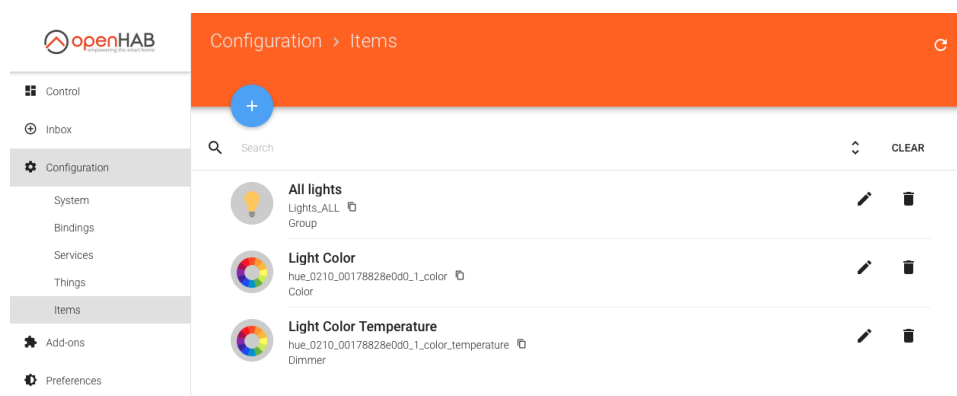 openHAB
empowering the smart home
Configuration > Items
Control
Inbox
Configuration
System
Bindings
Services
Things
Items
Add-ons
Preferences
Search
CLEAR
All lights
Lights_ALL
Group
Light Color
hue_0210_00178828e0d0_1_color
Color
Light Color Temperature
hue_0210_00178828e0d0_1_color_temperature
Dimmer